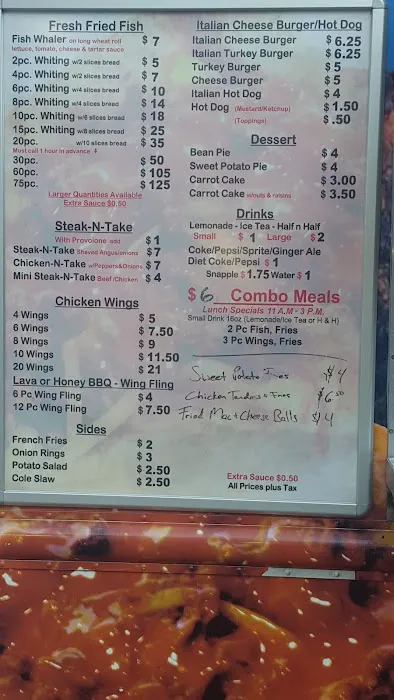 Fresh Fried Fish
Fish Whaler on long wheat roll $ 7
lettuce, tomato, cheese & tartar sauce
2pc. Whiting w/2 slices bread $ 5
4pc. Whiting w/2 slices bread $ 7
6pc. Whiting w/4 slices bread $ 10
8pc. Whiting w/4 slices bread $ 14
10pc. Whiting w/6 slices bread $ 18
15pc. Whiting w/8 slices bread $ 25
20pc. w/10 slices bread $ 35
Must call 1 hour in advance
30pc. $ 50
60pc. $ 105
75pc. $ 125
Larger Quantities Available
Extra Sauce $0.50
Steak-N-Take
With Provolone add $ 1
Steak-N-Take Shaved Angus/onions $7
Chicken-N-Take w/Peppers&Onions $ 7
Mini Steak-N-Take Beef /Chicken $ 4
Chicken Wings
4 Wings $ 5
6 Wings $ 7.50
8 Wings $ 9
10 Wings $ 11.50
20 Wings $ 21
Lava or Honey BBQ - Wing Fling
6 Pc Wing Fling $ 4
12 Pc Wing Fling $ 7.50
Sides
French Fries $ 2
Onion Rings $ 3
Potato Salad $ 2.50
Cole Slaw $ 2.50
Italian Cheese Burger/Hot Dog
Italian Cheese Burger $ 6.25
Italian Turkey Burger $ 6.25
Turkey Burger $ 5
Cheese Burger $ 5
Italian Hot Dog $ 4
Hot Dog (Mustard/Ketchup) $ 1.50
(Toppings) $ .50
Dessert
Bean Pie $ 4
Sweet Potato Pie $ 4
Carrot Cake $ 3.00
Carrot Cake w/nuts & raisins $ 3.50
Drinks
Lemonade - Ice Tea - Half n Half
Small $ 1 Large $ 2
Coke/Pepsi/Sprite/Ginger Ale
Diet Coke/Pepsi $ 1
Snapple $ 1.75 Water $ 1
$ 6 Combo Meals
Lunch Specials 11 A.M - 3 P.M.
Small Drink 16oz (Lemonade/Ice Tea or H & H)
2 Pc Fish, Fries
3 Pc Wings, Fries
Sweet Potato Fries $ 4
Chicken Tenders & Fries $6.50
Fried Mac & Cheese Balls $ 4
Extra Sauce $0.50
All Prices plus Tax